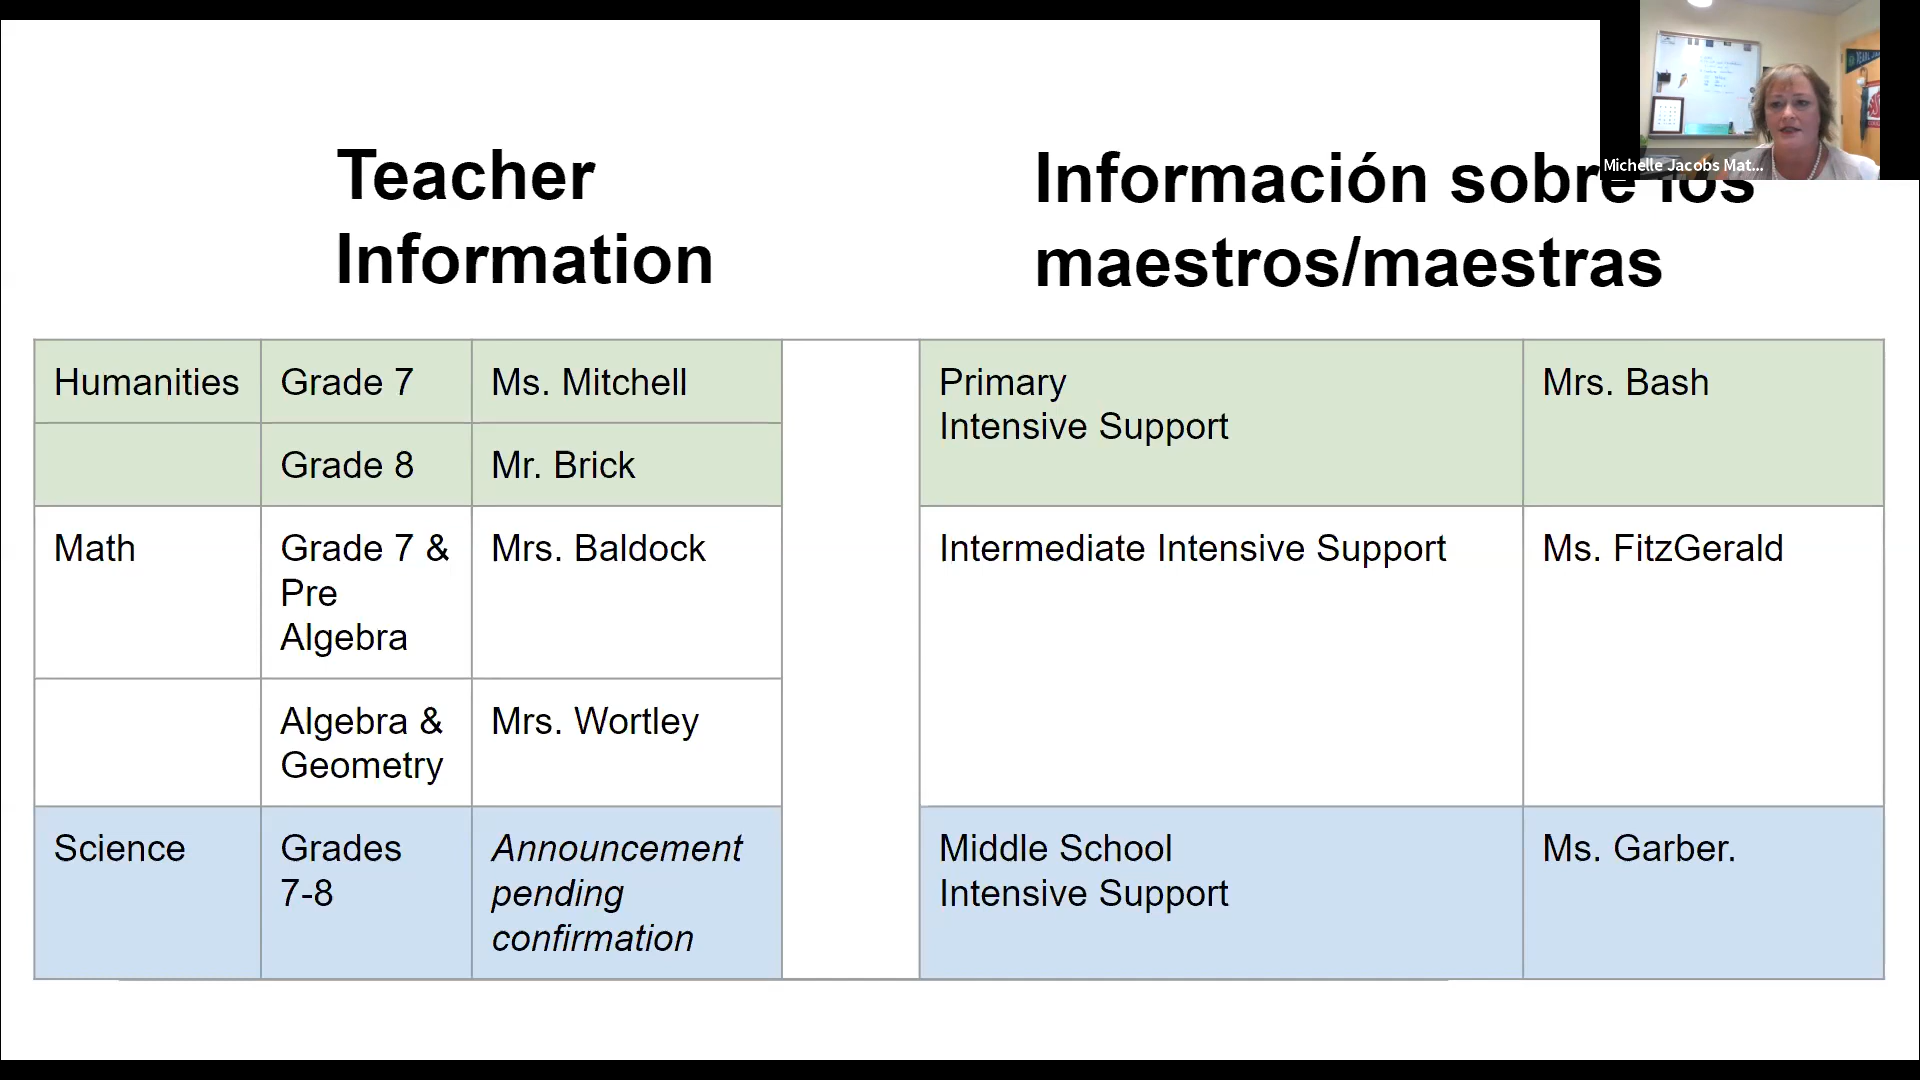 Teacher
Information
Información sobre los
maestros/maestras
Michelle Jacobs Mat...
Humanities Grade 7 Ms. Mitchell
Grade 8 Mr. Brick
Math Grade 7 & Mrs. Baldock
Pre
Algebra
Algebra & Mrs. Wortley
Geometry
Science Grades Announcement
7-8 pending
confirmation
Primary Mrs. Bash
Intensive Support
Intermediate Intensive Support Ms. FitzGerald
Middle School Ms. Garber.
Intensive Support